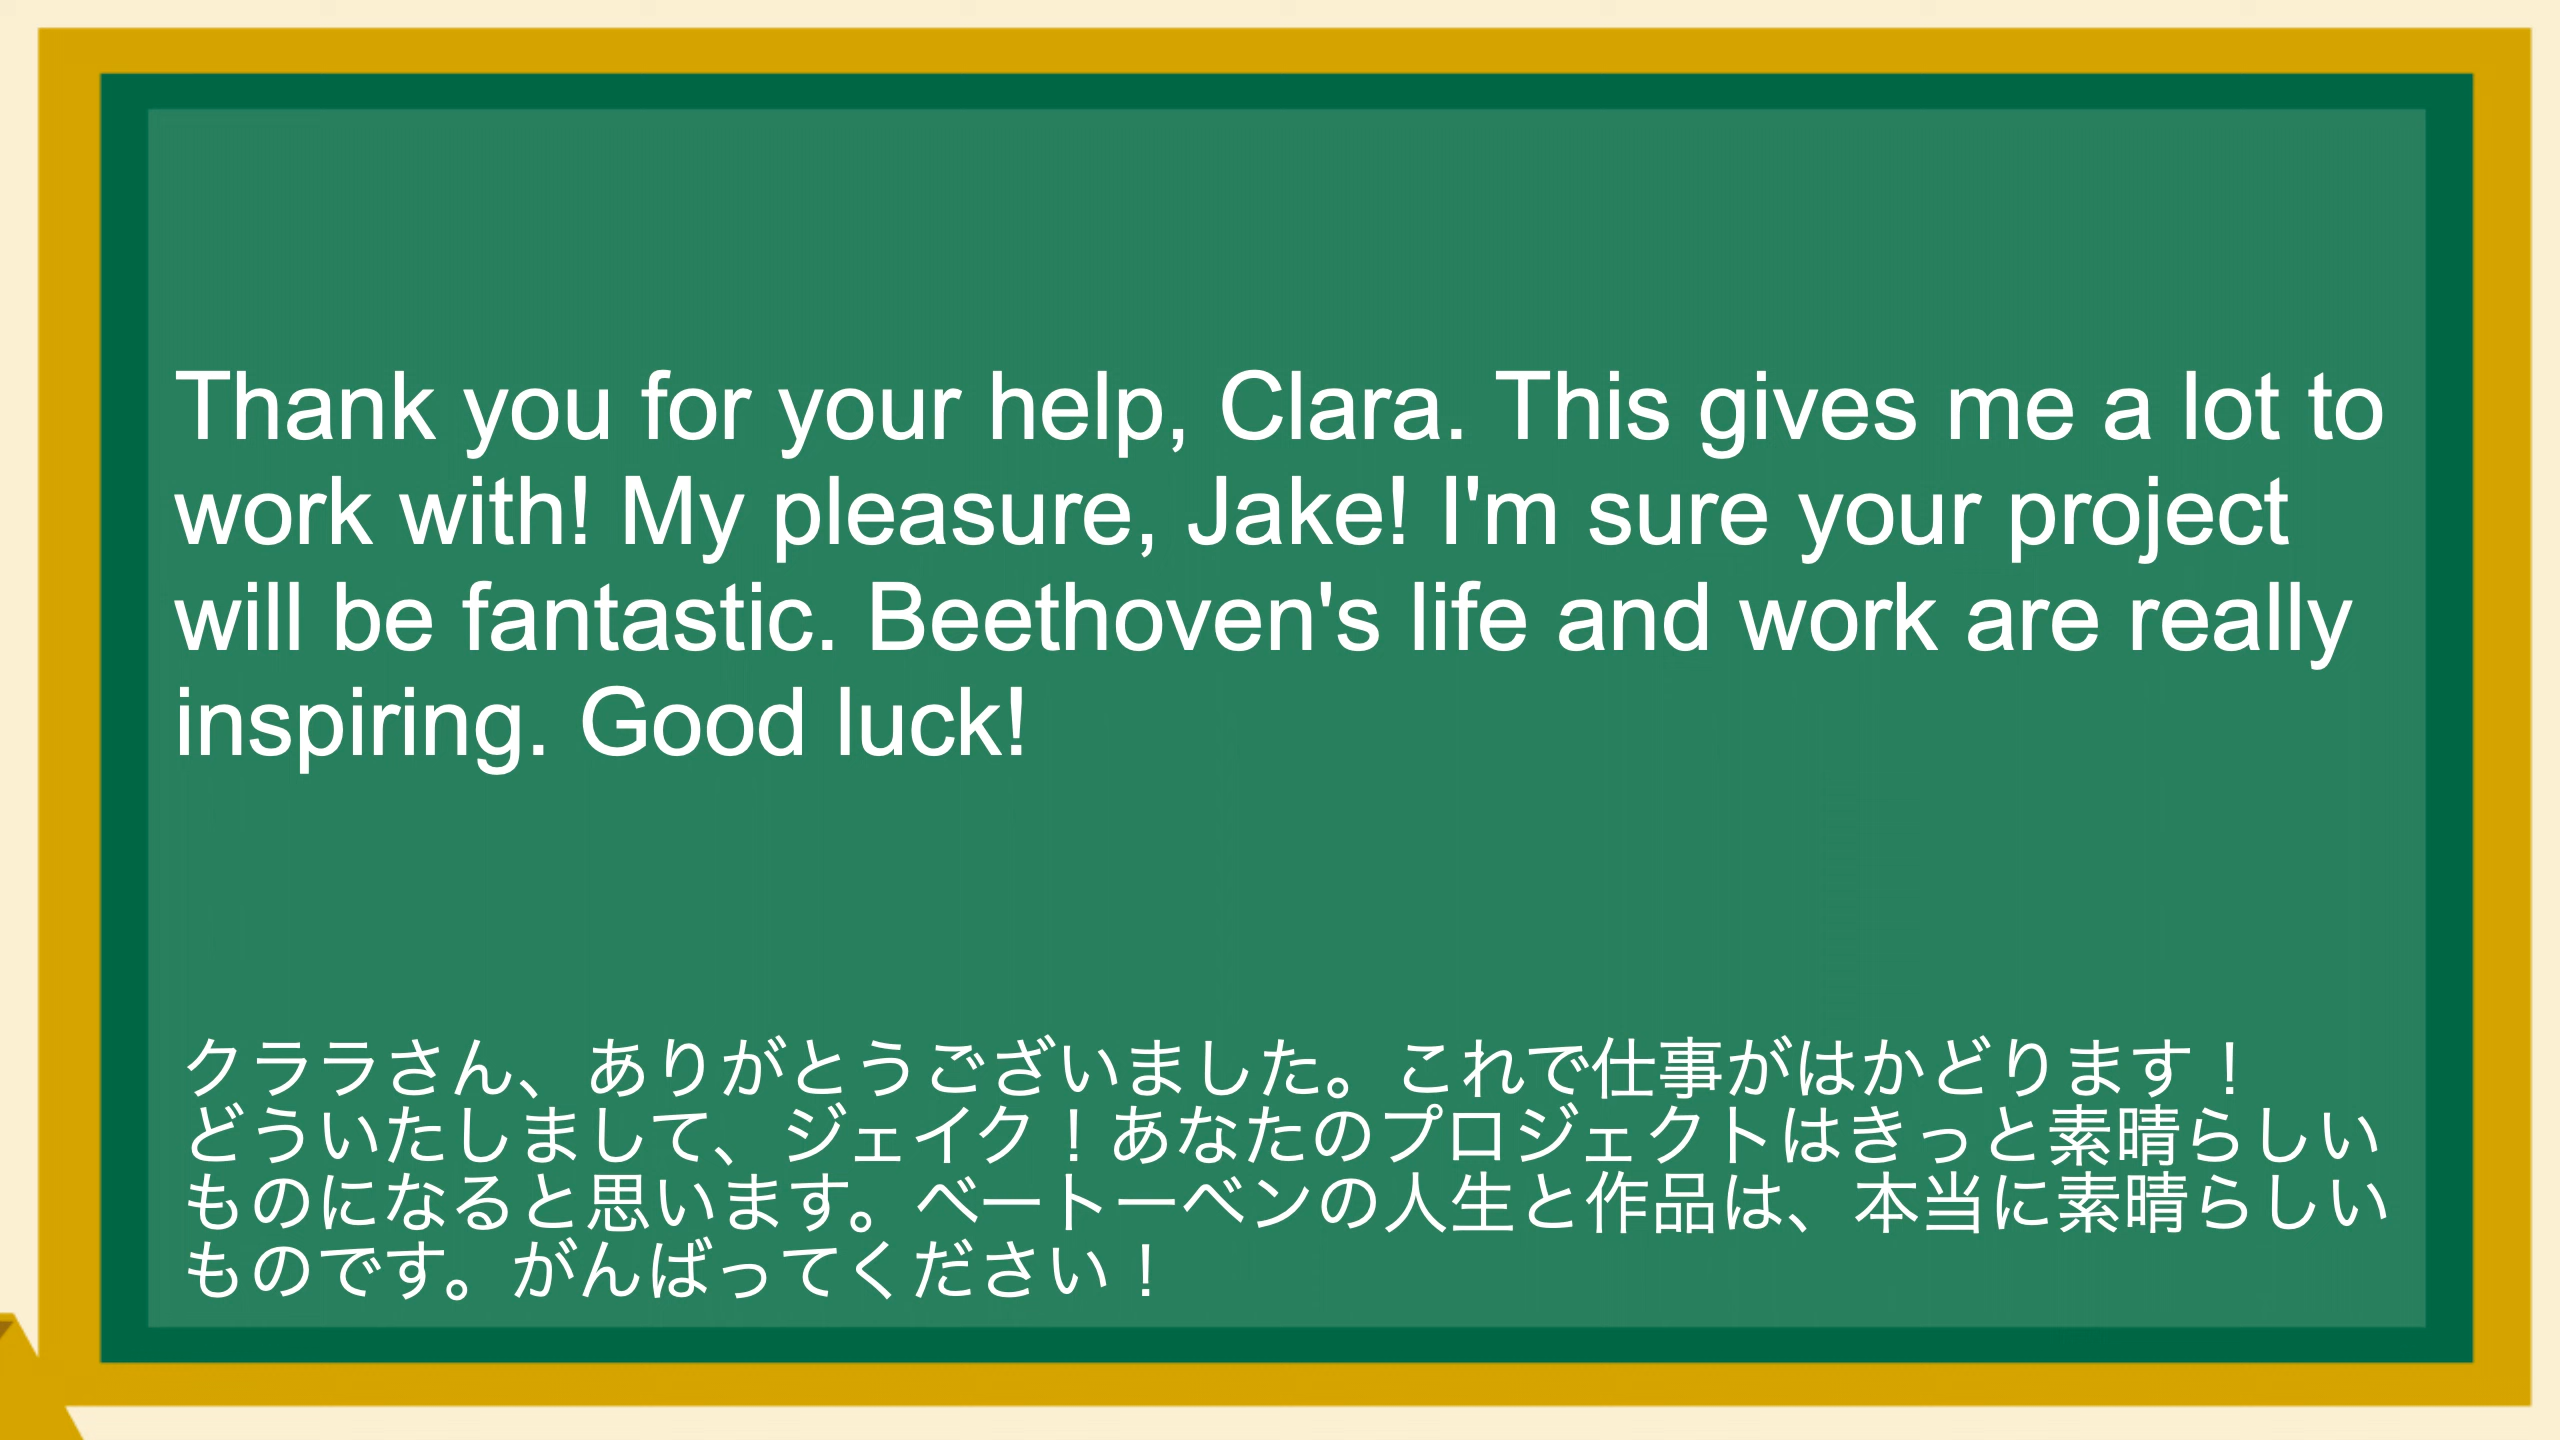 Thank you for your help, Clara. This gives me a lot to
work with! My pleasure, Jake! I'm sure your project
will be fantastic. Beethoven's life and work are really
inspiring. Good luck!
クララさん、ありがとうございました。これで仕事がはかどります！
どういたしまして、ジェイク！あなたのプロジェクトはきっと素晴らしい
ものになると思います。ベートーベンの人生と作品は、本当に素晴らしい
ものです。がんばってください！